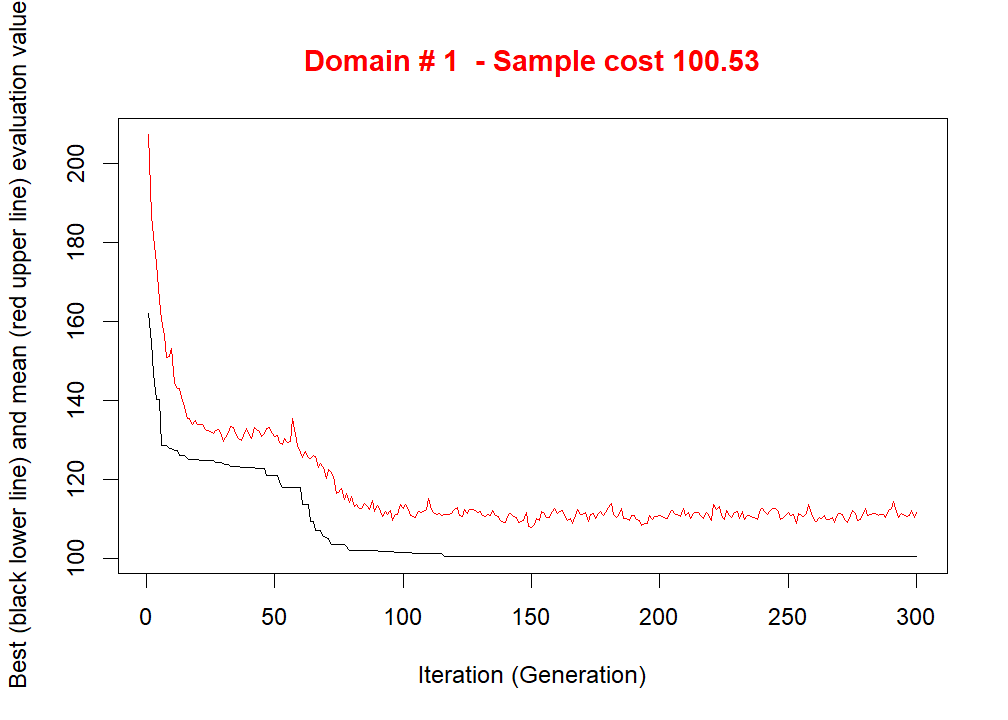 Domain # 1  - Sample cost 100.53
Best (black lower line) and mean (red upper line) evaluation value
200
180
160
140
120
100
0 50 100 150 200 250 300
Iteration (Generation)